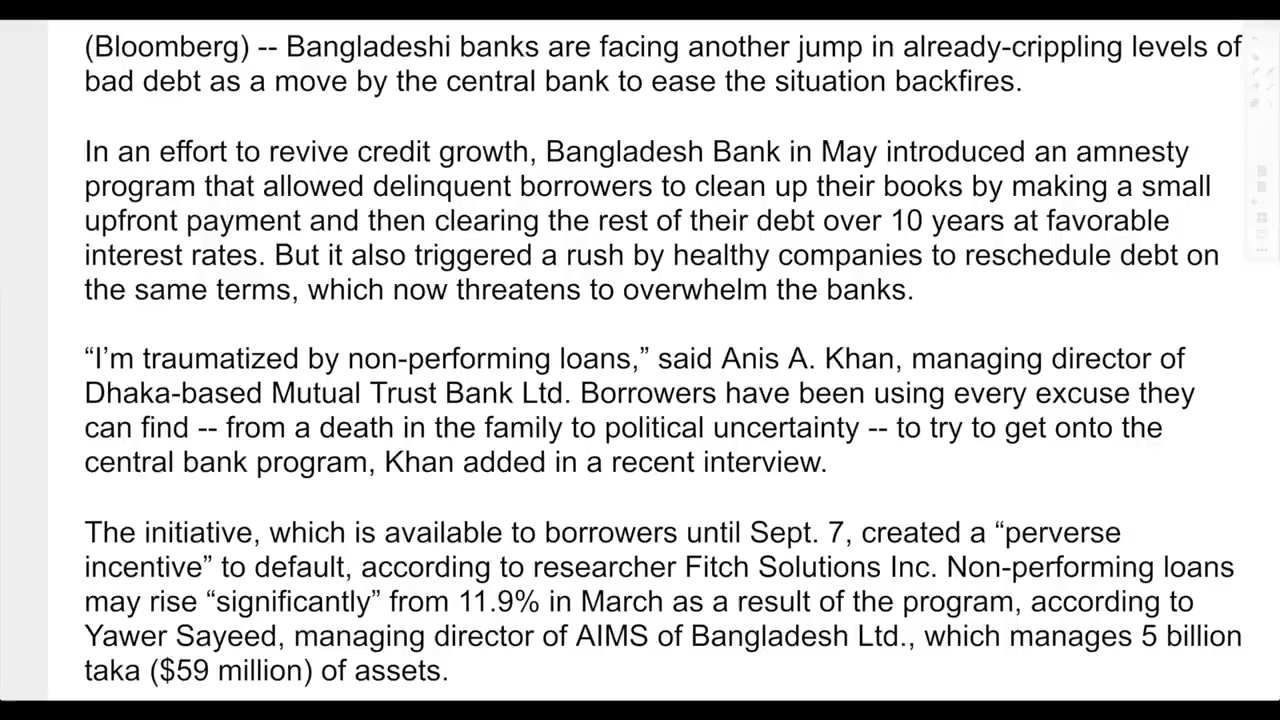 (Bloomberg) -- Bangladeshi banks are facing another jump in already-crippling levels of
bad debt as a move by the central bank to ease the situation backfires.
In an effort to revive credit growth, Bangladesh Bank in May introduced an amnesty
program that allowed delinquent borrowers to clean up their books by making a small
upfront payment and then clearing the rest of their debt over 10 years at favorable
interest rates. But it also triggered a rush by healthy companies to reschedule debt on
the same terms, which now threatens to overwhelm the banks.
“I’m traumatized by non-performing loans,” said Anis A. Khan, managing director of
Dhaka-based Mutual Trust Bank Ltd. Borrowers have been using every excuse they
can find -- from a death in the family to political uncertainty -- to try to get onto the
central bank program, Khan added in a recent interview.
The initiative, which is available to borrowers until Sept. 7, created a “perverse
incentive” to default, according to researcher Fitch Solutions Inc. Non-performing loans
may rise “significantly” from 11.9% in March as a result of the program, according to
Yawer Sayeed, managing director of AIMS of Bangladesh Ltd., which manages 5 billion
taka ($59 million) of assets.